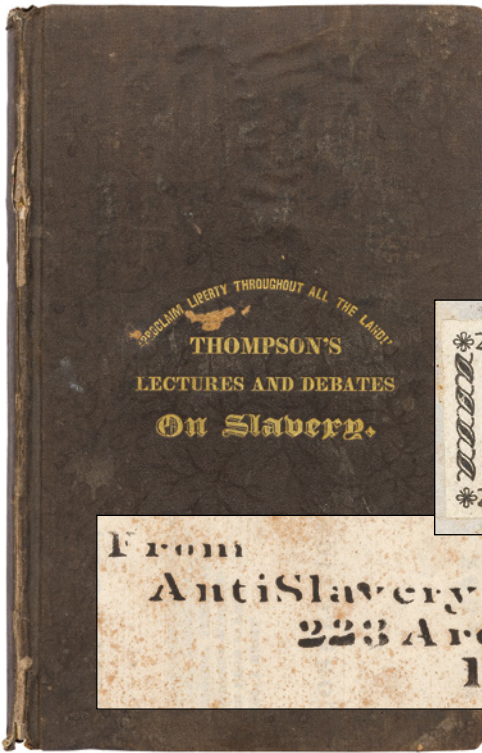 "PROCLAIM LIBERTY THROUGHOUT ALL THE LAND!"
THOMPSON'S
LECTURES AND DEBATES
On Slavery.
From
AntiSlavery
223 Ar